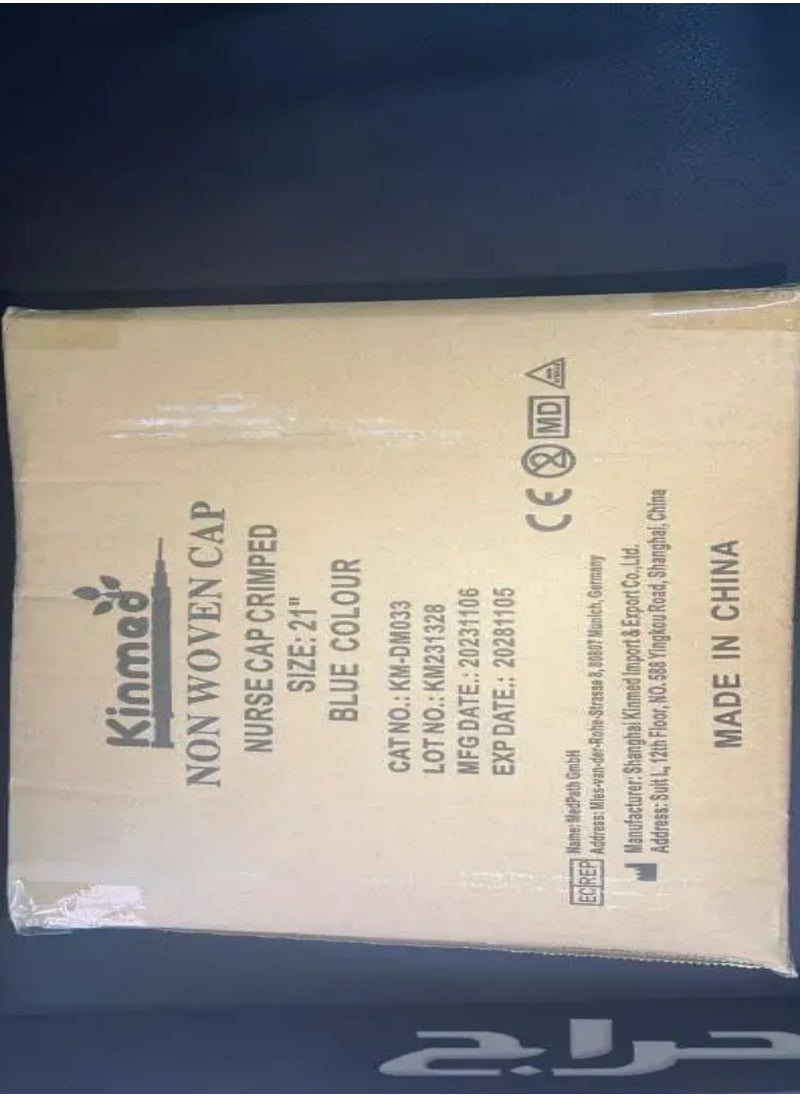 Kinmed
NON WOVEN CAP
NURSE CAP CRIMPED
SIZE: 21"
BLUE COLOUR
CAT NO.: KM-DM033
LOT NO.: KM231328
MFG DATE.: 20231106
EXP DATE.: 20281105
CE MD
EC REP Name: MedPath GmbH
Address: Mies-van-der-Rohe-Strasse 8, 80807 Munich, Germany
Manufacturer: Shanghai Kinmed Import & Export Co.,Ltd.
Address: Suit L, 12th Floor, NO. 588 Yingkou Road, Shanghai, China
MADE IN CHINA
حراج